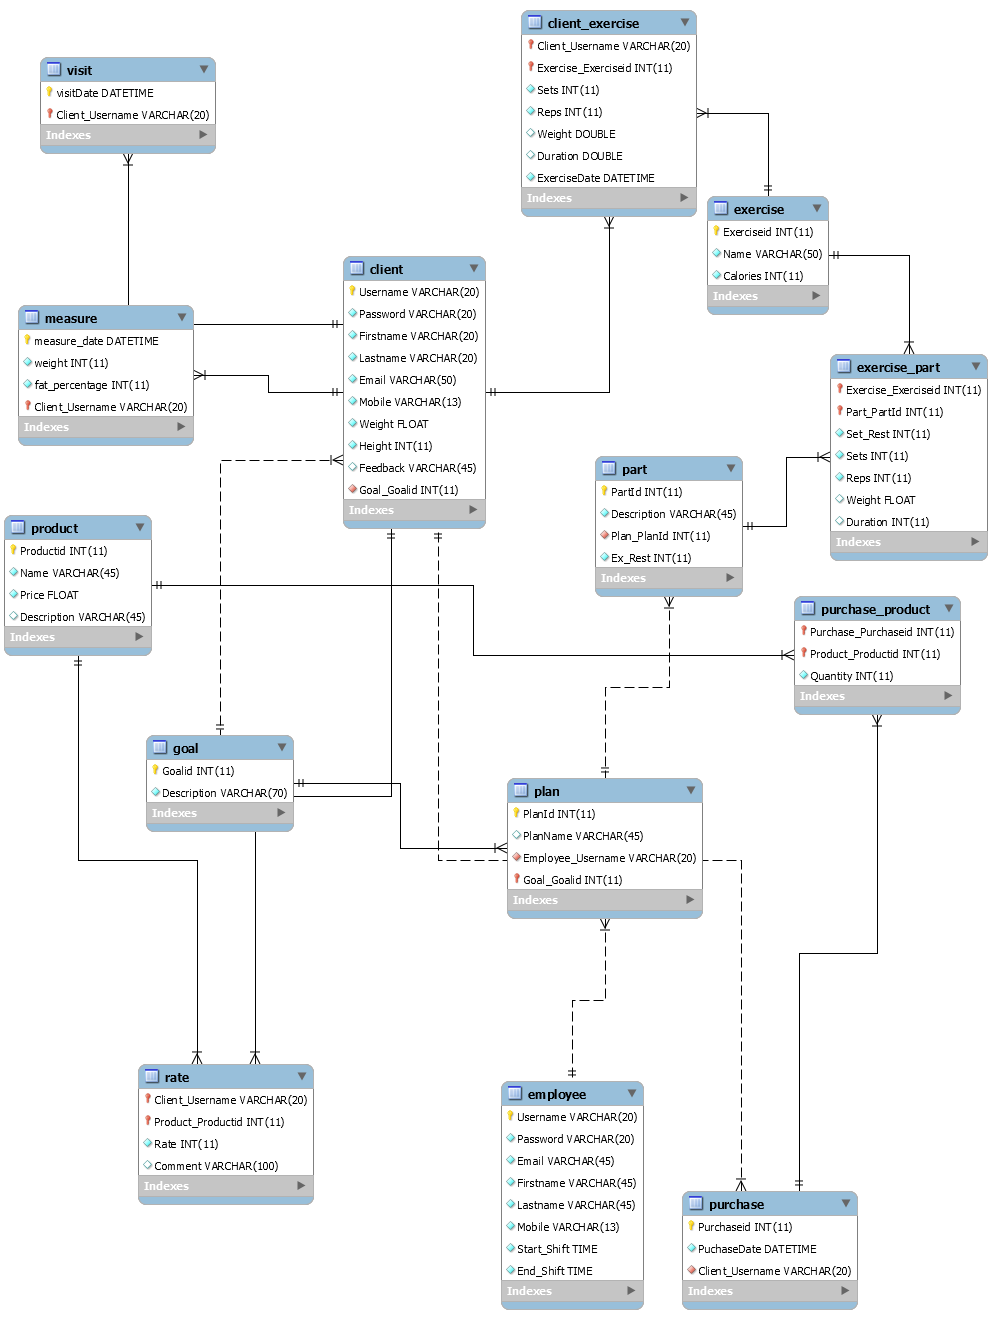 client_exercise
Client_Username VARCHAR(20)
Exercise_Exerciseid INT(11)
Sets INT(11)
Reps INT(11)
Weight DOUBLE
Duration DOUBLE
ExerciseDate DATETIME
Indexes
visit
visitDate DATETIME
Client_Username VARCHAR(20)
Indexes
exercise
Exerciseid INT(11)
Name VARCHAR(50)
Calories INT(11)
Indexes
client
Username VARCHAR(20)
Password VARCHAR(20)
Firstname VARCHAR(20)
Lastname VARCHAR(20)
Email VARCHAR(50)
Mobile VARCHAR(13)
Weight FLOAT
Height INT(11)
Feedback VARCHAR(45)
Goal_Goalid INT(11)
Indexes
measure
measure_date DATETIME
weight INT(11)
fat_percentage INT(11)
Client_Username VARCHAR(20)
Indexes
exercise_part
Exercise_Exerciseid INT(11)
Part_PartId INT(11)
Set_Rest INT(11)
Sets INT(11)
Reps INT(11)
Weight FLOAT
Duration INT(11)
Indexes
part
PartId INT(11)
Description VARCHAR(45)
Plan_PlanId INT(11)
Ex_Rest INT(11)
Indexes
product
Productid INT(11)
Name VARCHAR(45)
Price FLOAT
Description VARCHAR(45)
Indexes
purchase_product
Purchase_Purchaseid INT(11)
Product_Productid INT(11)
Quantity INT(11)
Indexes
goal
Goalid INT(11)
Description VARCHAR(70)
Indexes
plan
PlanId INT(11)
PlanName VARCHAR(45)
Employee_Username VARCHAR(20)
Goal_Goalid INT(11)
Indexes
rate
Client_Username VARCHAR(20)
Product_Productid INT(11)
Rate INT(11)
Comment VARCHAR(100)
Indexes
employee
Username VARCHAR(20)
Password VARCHAR(20)
Email VARCHAR(45)
Firstname VARCHAR(45)
Lastname VARCHAR(45)
Mobile VARCHAR(13)
Start_Shift TIME
End_Shift TIME
Indexes
purchase
Purchaseid INT(11)
PuchaseDate DATETIME
Client_Username VARCHAR(20)
Indexes